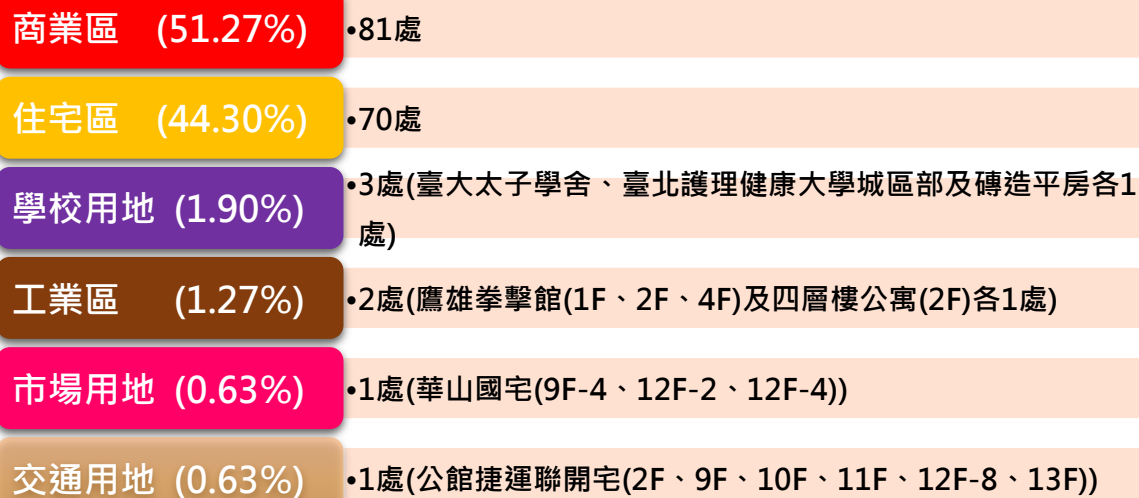 商業區 (51.27%) •81處
住宅區 (44.30%) •70處
學校用地 (1.90%) •3處(臺大太子學舍、臺北護理健康大學城區部及磚造平房各1
處)
工業區 (1.27%) •2處(鷹雄拳擊館(1F、2F、4F)及四層樓公寓(2F)各1處)
市場用地 (0.63%) •1處(華山國宅(9F-4、12F-2、12F-4))
交通用地 (0.63%) •1處(公館捷運聯開宅(2F、9F、10F、11F、12F-8、13F))